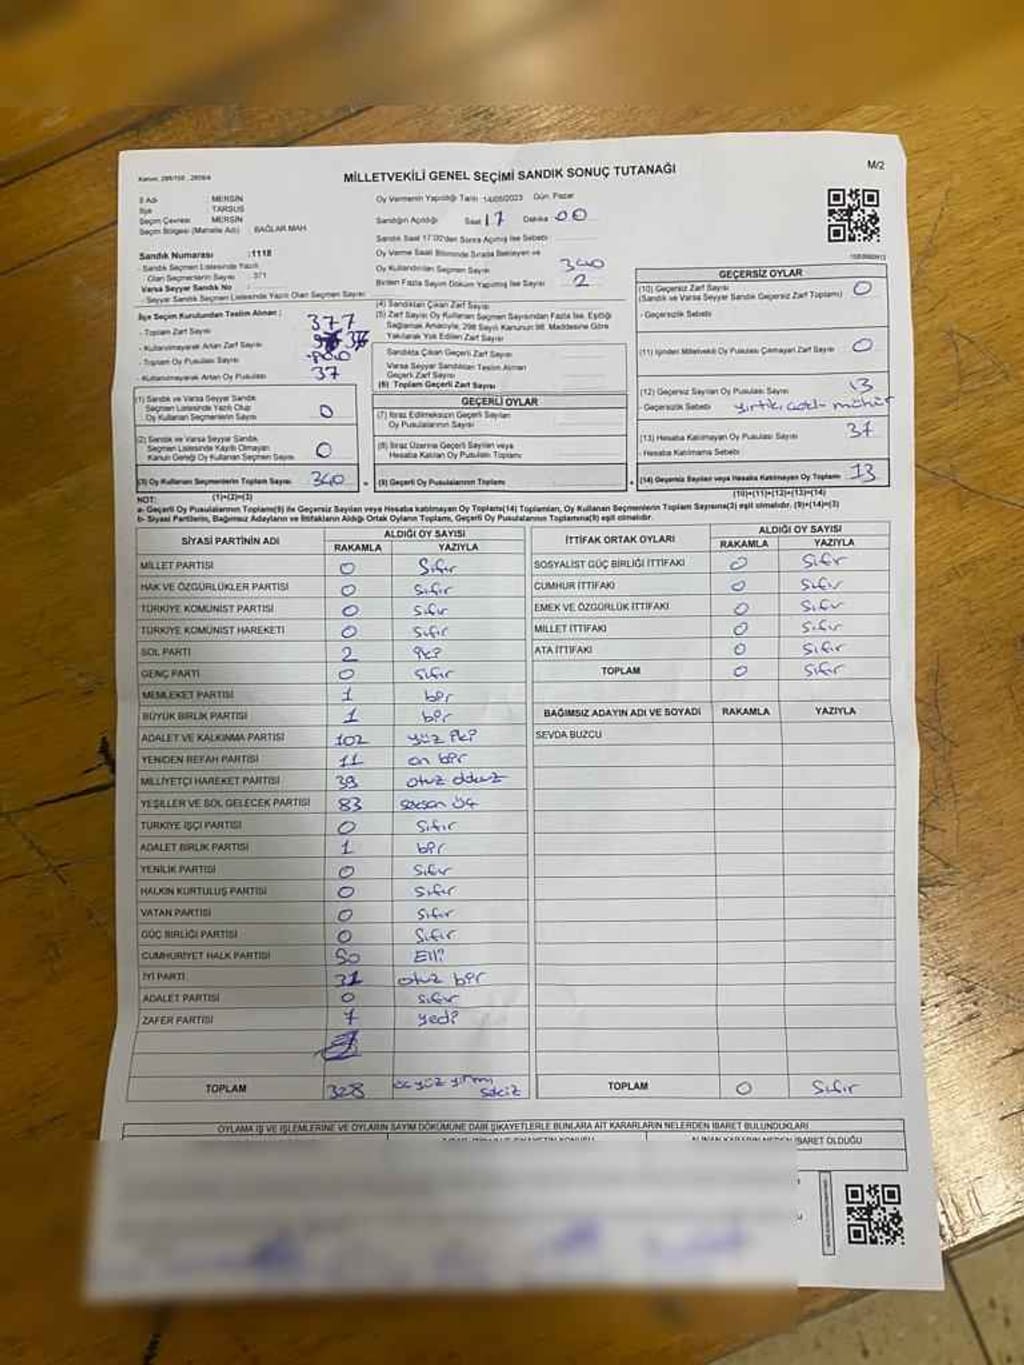 Kanun: 298/108 , 2839/4
MİLLETVEKİLİ GENEL SEÇİMİ SANDIK SONUÇ TUTANAĞI
M/2
İl Adı : MERSİN
İlçe : TARSUS
Seçim Çevresi : MERSİN
Seçim Bölgesi (Mahalle Adı) : BAĞLAR MAH.
Sandık Numarası :1118
- Sandık Seçmen Listesinde Yazılı
Olan Seçmenlerin Sayısı : 371
Varsa Seyyar Sandık No :
- Seyyar Sandık Seçmen Listesinde Yazılı Olan Seçmen Sayısı :
Oy Vermenin Yapıldığı Tarih : 14/05/2023 Gün: Pazar
Sandığın Açıldığı Saat 17 Dakika 00
Sandık Saat 17:00'den Sonra Açılmış İse Sebebi :
Oy Verme Saati Bitiminde Sırada Bekleyen ve
Oy Kullandırılan Seçmen Sayısı 340
Birden Fazla Sayım Döküm Yapılmış İse Sayısı 2
İlçe Seçim Kurulundan Teslim Alınan :
- Toplam Zarf Sayısı 377
- Kullanılmayarak Artan Zarf Sayısı
- Toplam Oy Pusulası Sayısı
- Kullanılmayarak Artan Oy Pusulası 37
(1) Sandık ve Varsa Seyyar Sandık
Seçmen Listesinde Yazılı Olup
Oy Kullanan Seçmenlerin Sayısı 0
(2) Sandık ve Varsa Seyyar Sandık
Seçmen Listesinde Kayıtlı Olmayan
Kanun Gereği Oy Kullanan Seçmen Sayısı 0
(3) Oy Kullanan Seçmenlerin Toplam Sayısı 340
(1)+(2)=(3)
(4) Sandıktan Çıkan Zarf Sayısı
(5) Zarf Sayısı Oy Kullanan Seçmen Sayısından Fazla İse, Eşitliği
Sağlamak Amacıyla, 298 Sayılı Kanunun 98. Maddesine Göre
Yakılarak Yok Edilen Zarf Sayısı
Sandıkta Çıkan Geçerli Zarf Sayısı
Varsa Seyyar Sandıktan Teslim Alınan
Geçerli Zarf Sayısı
(6) Toplam Geçerli Zarf Sayısı
GEÇERLİ OYLAR
(7) İtiraz Edilmeksizin Geçerli Sayılan
Oy Pusulalarının Sayısı
(8) İtiraz Üzerine Geçerli Sayılan veya
Hesaba Katılan Oy Pusulası Toplamı
(9) Geçerli Oy Pusulalarının Toplamı
GEÇERSİZ OYLAR
(10) Geçersiz Zarf Sayısı 0
(Sandık ve Varsa Seyyar Sandık Geçersiz Zarf Toplamı)
- Geçersizlik Sebebi
(11) İçinden Milletvekili Oy Pusulası Çıkmayan Zarf Sayısı 0
(12) Geçersiz Sayılan Oy Pusulası Sayısı 13
- Geçersizlik Sebebi
(13) Hesaba Katılmayan Oy Pusulası Sayısı 37
- Hesaba Katılmama Sebebi
(14) Geçersiz Sayılan veya Hesaba Katılmayan Oy Toplamı 13
(10)+(11)+(12)+(13)=(14)
NOT:
a- Geçerli Oy Pusulalarının Toplamı(9) ile Geçersiz Sayılan veya Hesaba katılmayan Oy Toplamı(14) Toplamları, Oy Kullanan Seçmenlerin Toplam Sayısına(3) eşit olmalıdır. (9)+(14)=(3)
b- Siyasi Partilerin, Bağımsız Adayların ve İttifakların Aldığı Ortak Oyların Toplamı, Geçerli Oy Pusulalarının Toplamına(9) eşit olmalıdır.
SİYASİ PARTİNİN ADI ALDIĞI OY SAYISI
RAKAMLA YAZIYLA
MİLLET PARTİSİ 0 Sıfır
HAK VE ÖZGÜRLÜKLER PARTİSİ 0 Sıfır
TÜRKİYE KOMÜNİST PARTİSİ 0 Sıfır
TÜRKİYE KOMÜNİST HAREKETİ 0 Sıfır
SOL PARTİ 2 İki
GENÇ PARTİ 0 Sıfır
MEMLEKET PARTİSİ 1 bir
BÜYÜK BİRLİK PARTİSİ 1 bir
ADALET VE KALKINMA PARTİSİ 102 yüz İki
YENİDEN REFAH PARTİSİ 11 on bir
MİLLİYETÇİ HAREKET PARTİSİ 39 otuz dokuz
YEŞİLLER VE SOL GELECEK PARTİSİ 83 seksen üç
TÜRKİYE İŞÇİ PARTİSİ 0 Sıfır
ADALET BİRLİK PARTİSİ 1 bir
YENİLİK PARTİSİ 0 Sıfır
HALKIN KURTULUŞ PARTİSİ 0 Sıfır
VATAN PARTİSİ 0 Sıfır
GÜÇ BİRLİĞİ PARTİSİ 0 Sıfır
CUMHURİYET HALK PARTİSİ 50 Elli
İYİ PARTİ 31 otuz bir
ADALET PARTİSİ 0 Sıfır
ZAFER PARTİSİ 7 yedi
TOPLAM 328 üç yüz yirmi sekiz
İTTİFAK ORTAK OYLARI ALDIĞI OY SAYISI
RAKAMLA YAZIYLA
SOSYALİST GÜÇ BİRLİĞİ İTTİFAKI 0 Sıfır
CUMHUR İTTİFAKI 0 Sıfır
EMEK VE ÖZGÜRLÜK İTTİFAKI 0 Sıfır
MİLLET İTTİFAKI 0 Sıfır
ATA İTTİFAKI 0 Sıfır
TOPLAM 0 Sıfır
BAĞIMSIZ ADAYIN ADI VE SOYADI RAKAMLA YAZIYLA
SEVDA BUZCU
TOPLAM 0 Sıfır
OYLAMA İŞ VE İŞLEMLERİNE VE OYLARIN SAYIM DÖKÜMÜNE DAİR ŞİKAYETLERLE BUNLARA AİT KARARLARIN NELERDEN İBARET BULUNDUKLARI
İBARET OLDUĞU